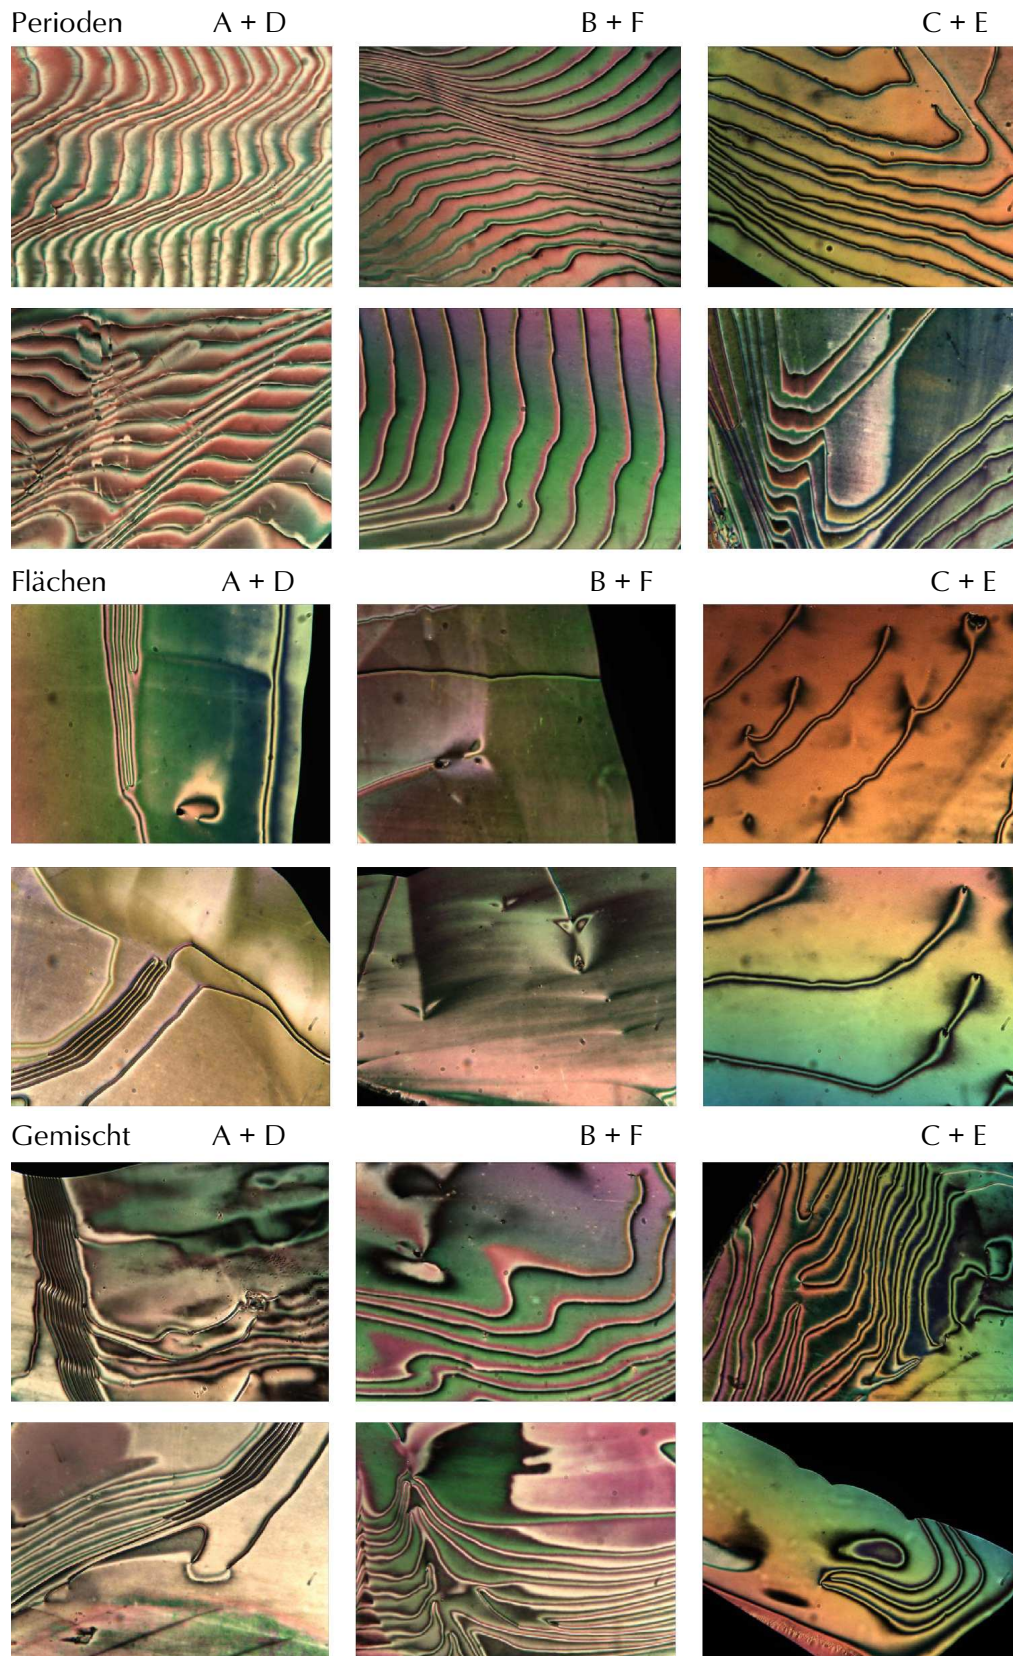 Perioden A + D B + F C + E
Flächen A + D B + F C + E
Gemischt A + D B + F C + E